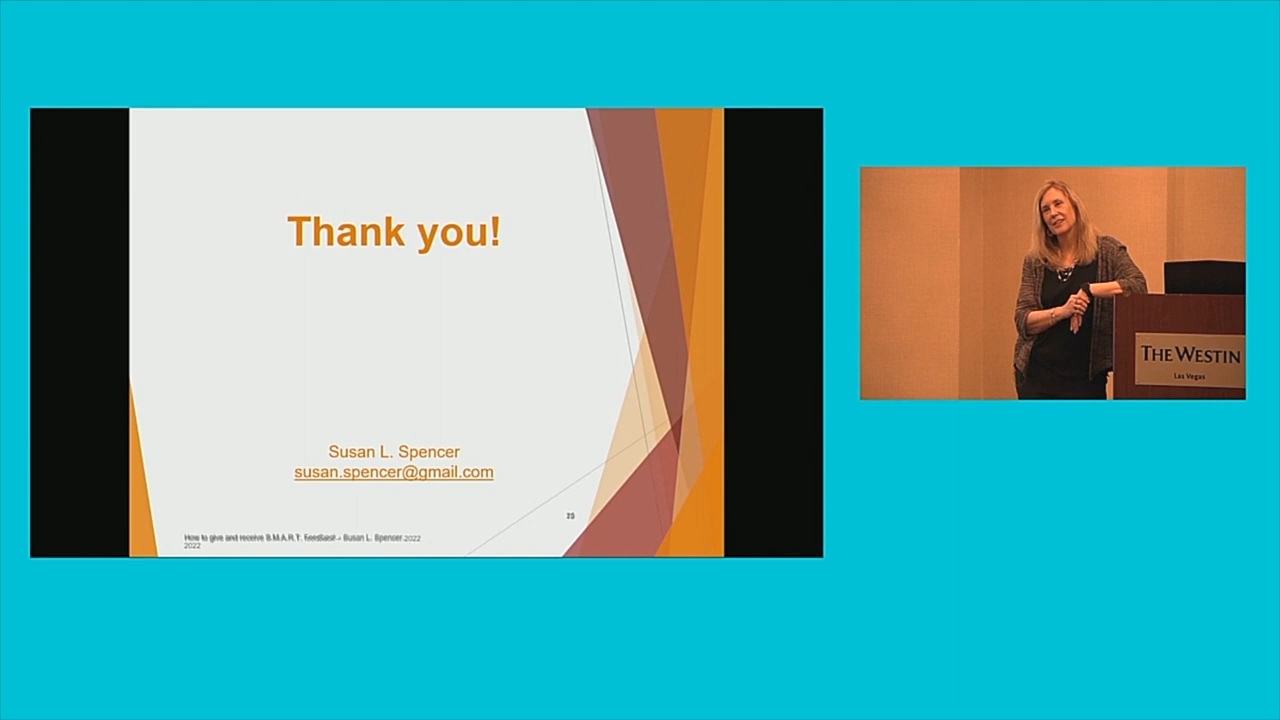 Thank you!
Susan L. Spencer
susan.spencer@gmail.com
How to give and receive S.M.A.R.T. Susan L. Spencer 2022
2022
THE WESTIN
Las Vegas